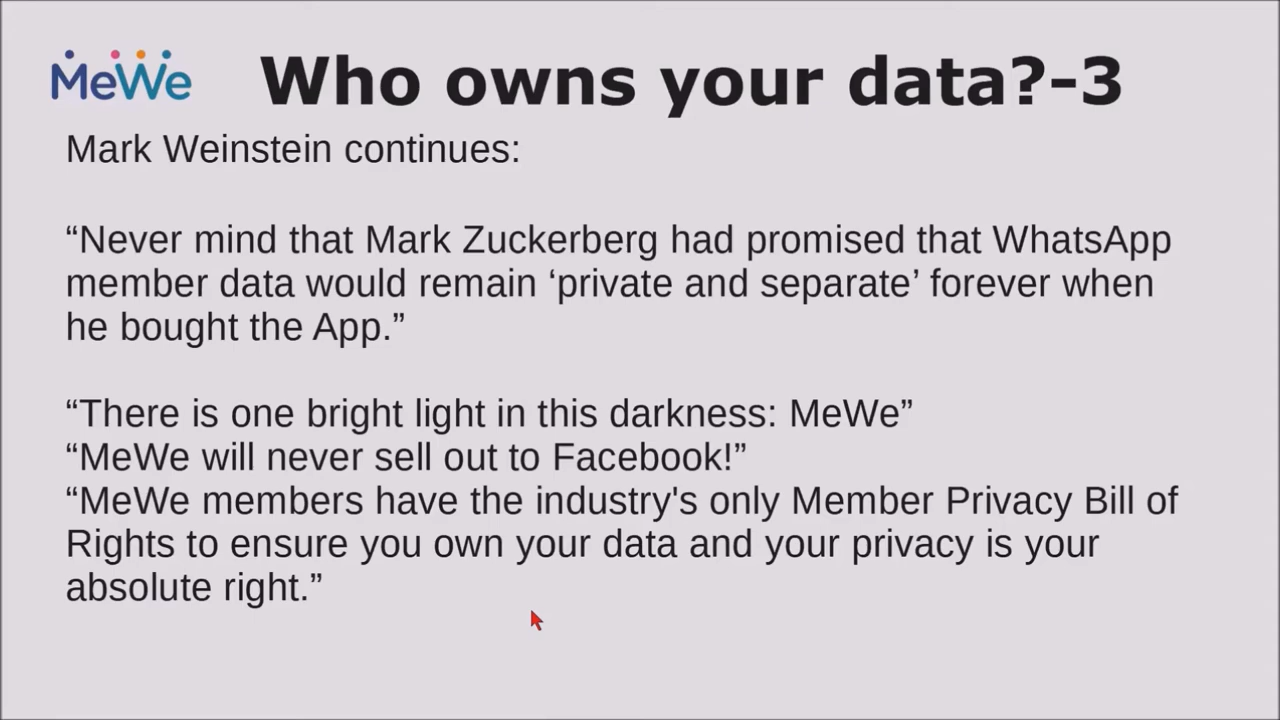 MeWe
Who owns your data?-3
Mark Weinstein continues:
“Never mind that Mark Zuckerberg had promised that WhatsApp
member data would remain ‘private and separate’ forever when
he bought the App.”
“There is one bright light in this darkness: MeWe”
“MeWe will never sell out to Facebook!”
“MeWe members have the industry's only Member Privacy Bill of
Rights to ensure you own your data and your privacy is your
absolute right.”